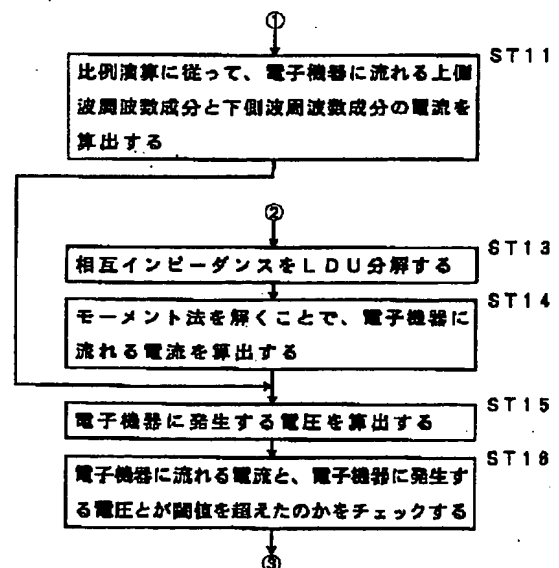 ①
ST11
比例演算に従って、電子機器に流れる上側
波周波数成分と下側波周波数成分の電流を
算出する
②
ST13
相互インピーダンスをLDU分解する
ST14
モーメント法を解くことで、電子機器に
流れる電流を算出する
ST15
電子機器に発生する電圧を算出する
ST16
電子機器に流れる電流と、電子機器に発生す
る電圧とが閾値を超えたのかをチェックする
③